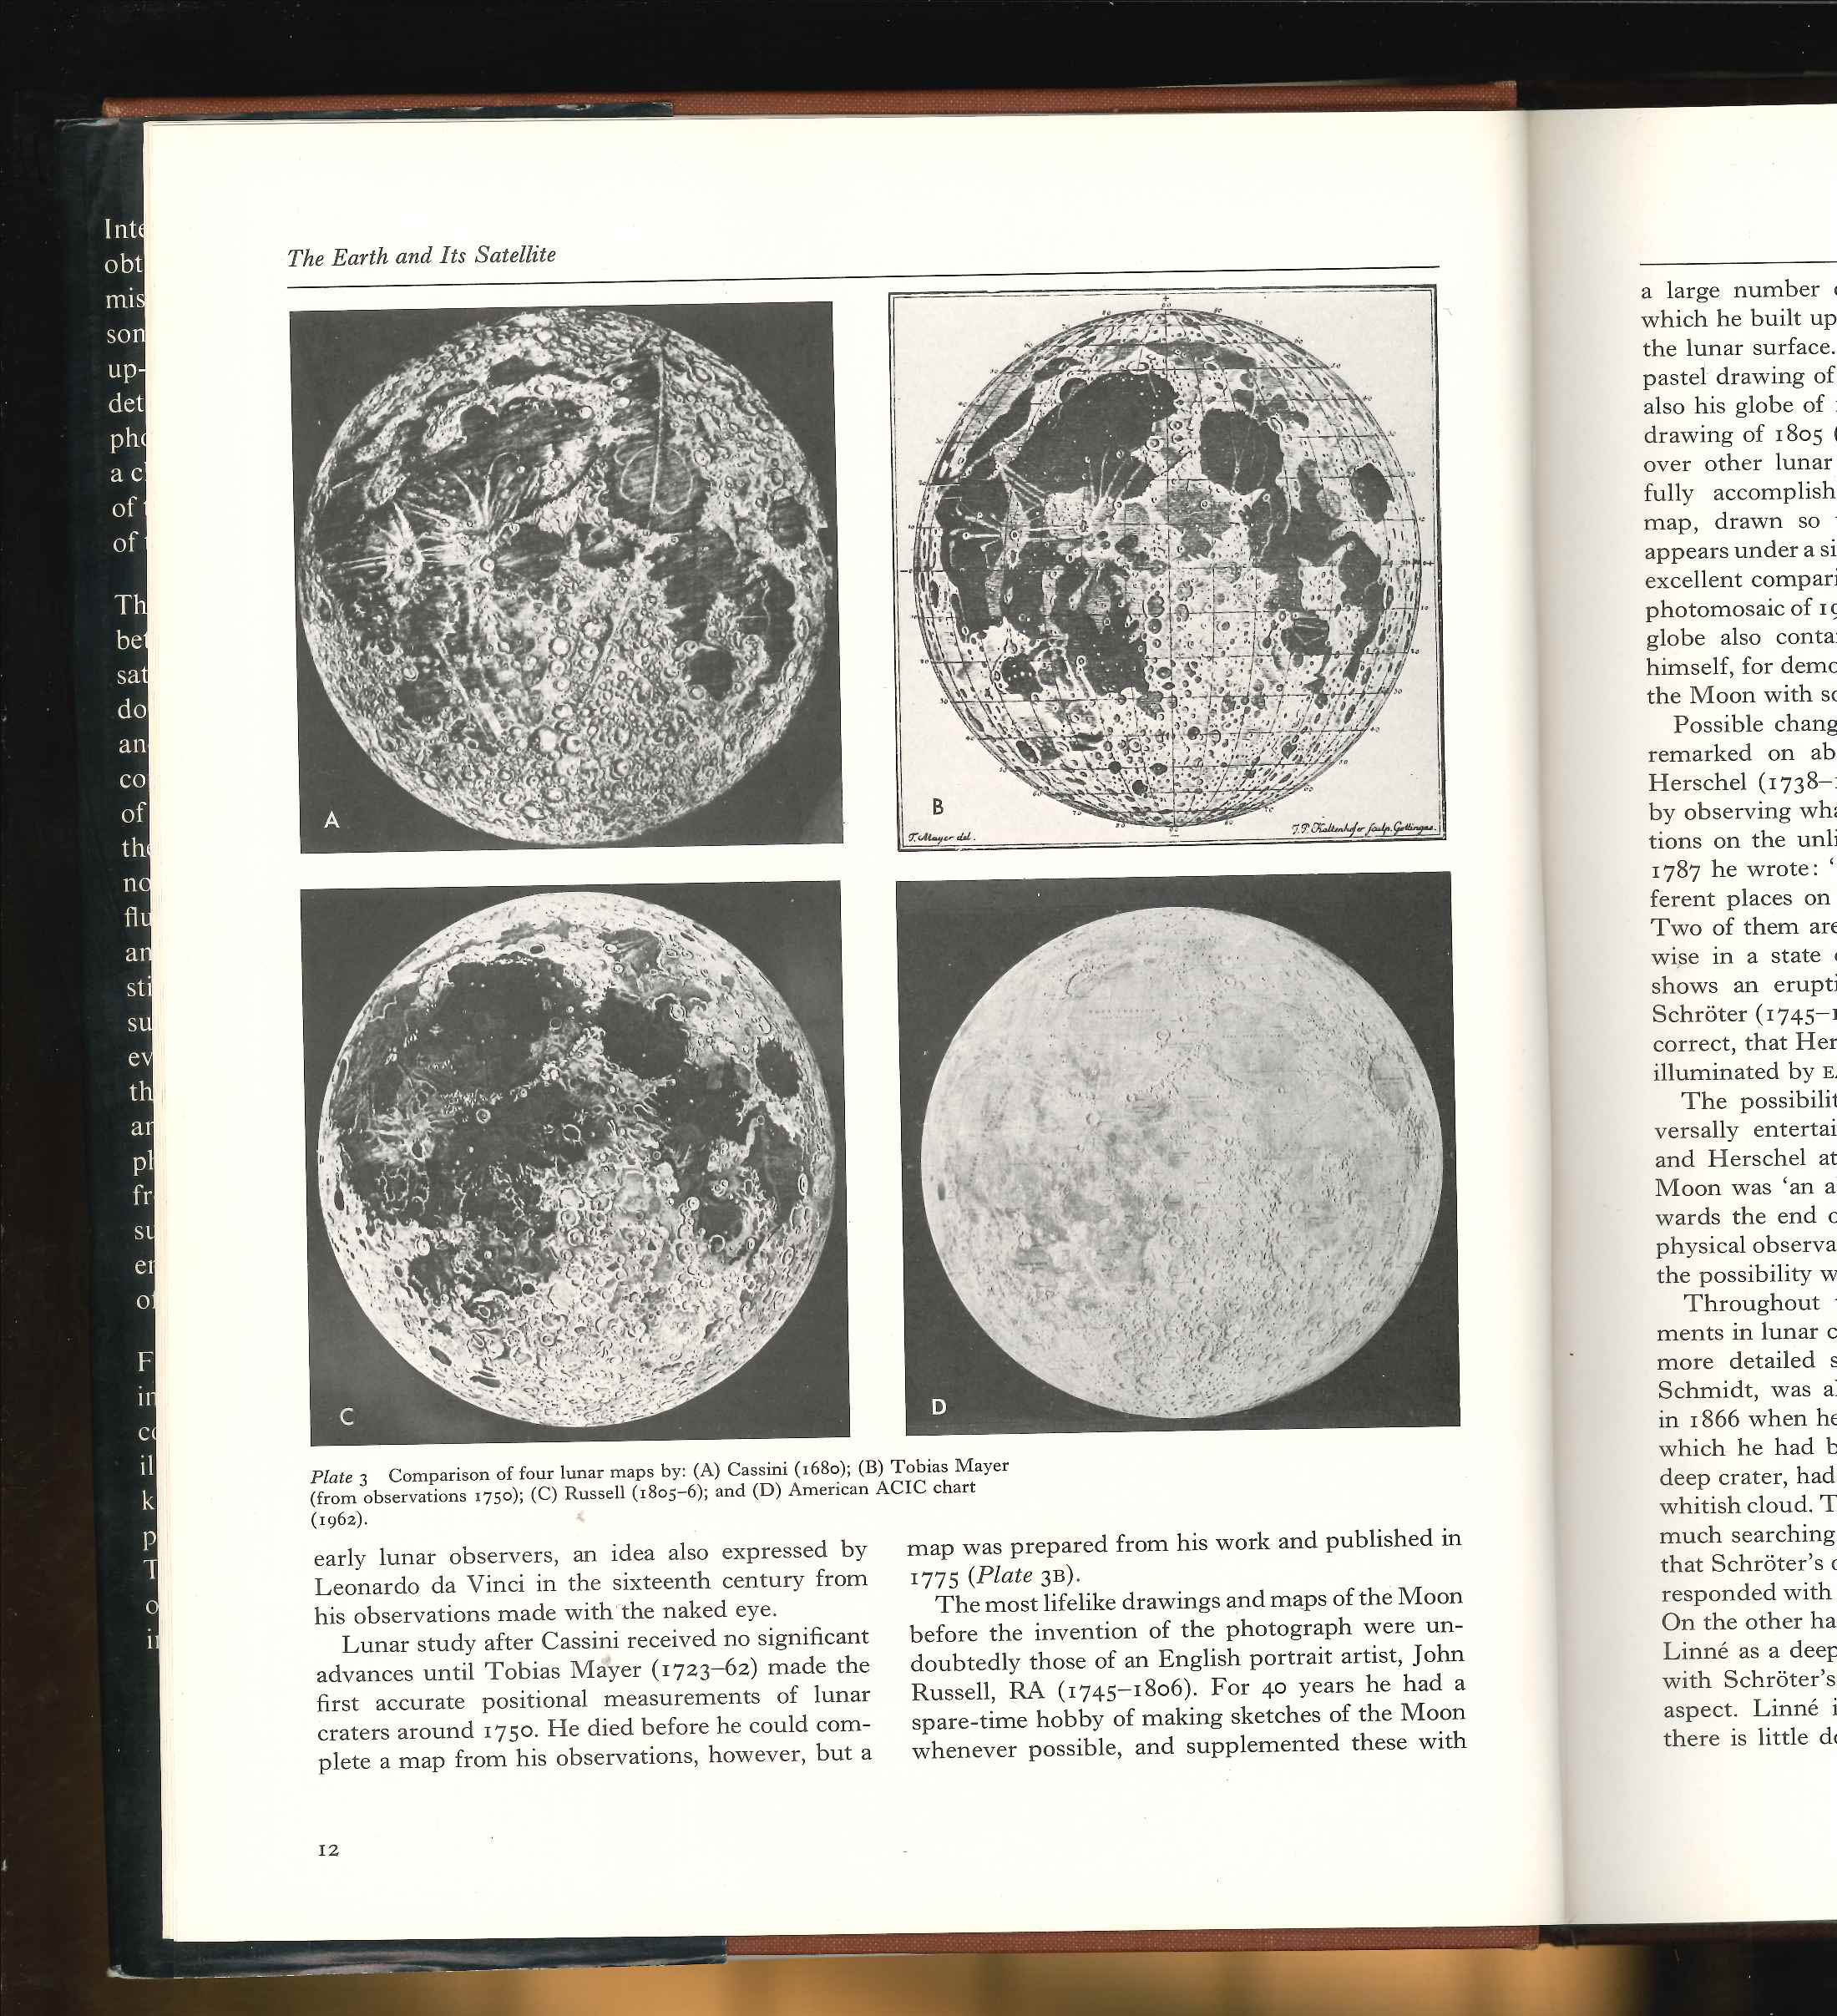 The Earth and Its Satellite
A
B
T. Mayer del.
J. P. Kaltenhofer sculp. Gottingae.
C
D
Plate 3 Comparison of four lunar maps by: (A) Cassini (1680); (B) Tobias Mayer
(from observations 1750); (C) Russell (1805–6); and (D) American ACIC chart
(1962).
early lunar observers, an idea also expressed by
Leonardo da Vinci in the sixteenth century from
his observations made with the naked eye.
Lunar study after Cassini received no significant
advances until Tobias Mayer (1723–62) made the
first accurate positional measurements of lunar
craters around 1750. He died before he could com-
plete a map from his observations, however, but a
map was prepared from his work and published in
1775 (Plate 3B).
The most lifelike drawings and maps of the Moon
before the invention of the photograph were un-
doubtedly those of an English portrait artist, John
Russell, RA (1745–1806). For 40 years he had a
spare-time hobby of making sketches of the Moon
whenever possible, and supplemented these with
12
a large number
which he built up
the lunar surface.
pastel drawing of
also his globe of
drawing of 1805
over other lunar
fully accomplish
map, drawn so
appears under a si
excellent compari
photomosaic of 19
globe also contai
himself, for demo
the Moon with so
Possible chang
remarked on ab
Herschel (1738–
by observing wha
tions on the unli
1787 he wrote: ‘
ferent places on
Two of them are
wise in a state
shows an erupti
Schröter (1745–1
correct, that Her
illuminated by
The possibilit
versally entertai
and Herschel at
Moon was ‘an a
wards the end
physical observa
the possibility w
Throughout
ments in lunar c
more detailed s
Schmidt, was al
in 1866 when he
which he had b
deep crater, had
whitish cloud. T
much searching
that Schröter's
responded with
On the other ha
Linné as a deep
with Schröter's
aspect. Linné i
there is little de
Inte
obt
mis
son
up-
det
pho
a cl
of
of
Th
bet
sat
do
an
co
of
the
no
flu
an
sti
su
ev
th
ar
pl
fr
su
er
of
F
in
co
il
k
p
T
o
in